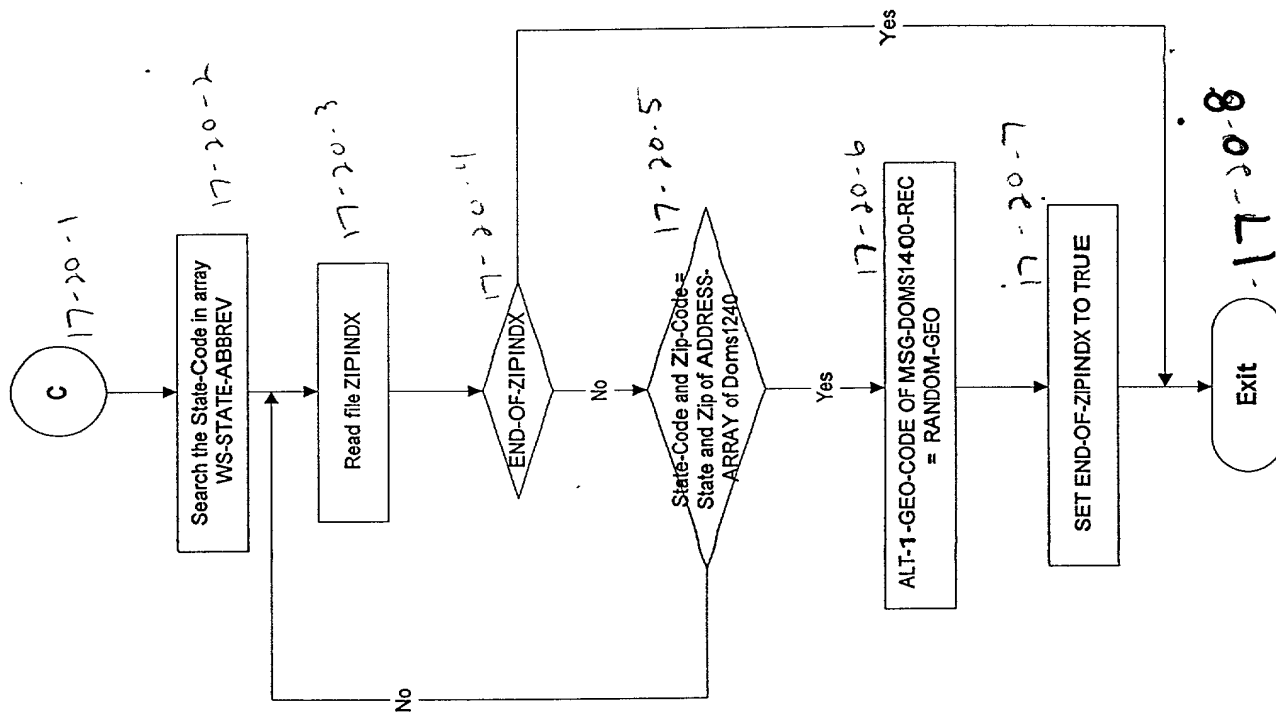 C
17-20-1
Search the State-Code in array
WS-STATE-ABBREV
17-20-2
Read file ZIPINDX
17-20-3
END-OF-ZIPINDX
17-20-4
Yes
No
State-Code and Zip-Code =
State and Zip of ADDRESS-
ARRAY of Doms1240
17-20-5
No
Yes
ALT-1-GEO-CODE OF MSG-DOMS1400-REC
= RANDOM-GEO
17-20-6
SET END-OF-ZIPINDX TO TRUE
17-20-7
Exit
17-20-8